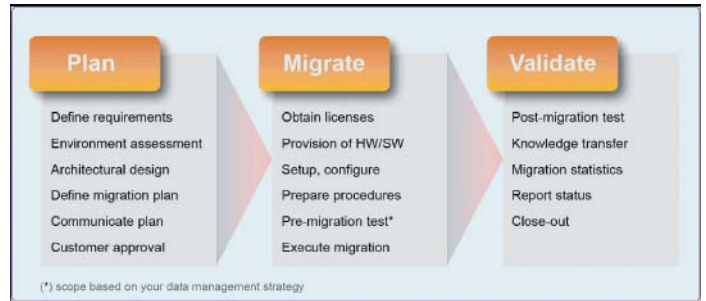 Plan
Define requirements
Environment assessment
Architectural design
Define migration plan
Communicate plan
Customer approval
Migrate
Obtain licenses
Provision of HW/SW
Setup, configure
Prepare procedures
Pre-migration test*
Execute migration
Validate
Post-migration test
Knowledge transfer
Migration statistics
Report status
Close-out
(*) scope based on your data management strategy